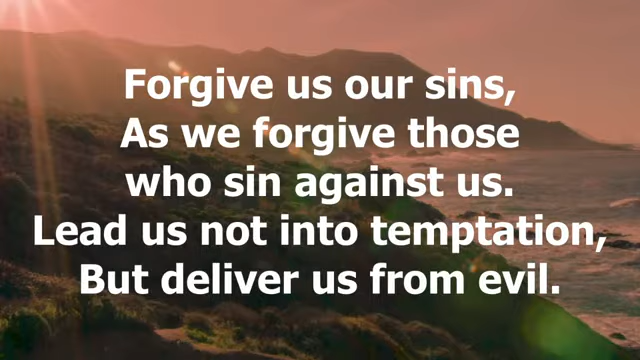 Forgive us our sins,
As we forgive those
who sin against us.
Lead us not into temptation,
But deliver us from evil.